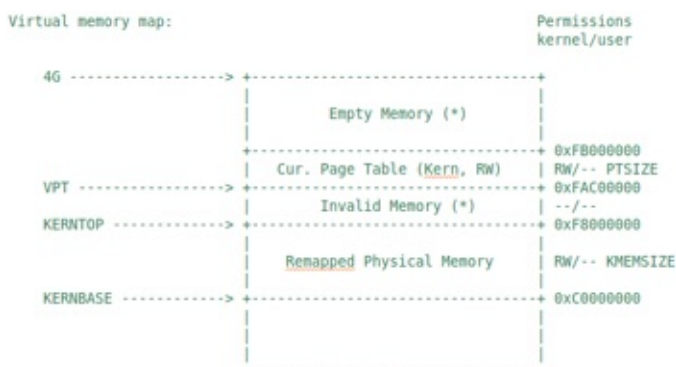 Virtual memory map: Permissions
kernel/user
4G ------------------> +--------------------------------+
| |
| Empty Memory (*) |
| |
+--------------------------------+ 0xFB000000
| Cur. Page Table (Kern, RW) | RW/-- PTSIZE
VPT -----------------> +--------------------------------+ 0xFAC00000
| Invalid Memory (*) | --/--
KERNTOP -------------> +--------------------------------+ 0xF8000000
| |
| Remapped Physical Memory | RW/-- KMEMSIZE
| |
KERNBASE ------------> +--------------------------------+ 0xC0000000
| |
| |
| |